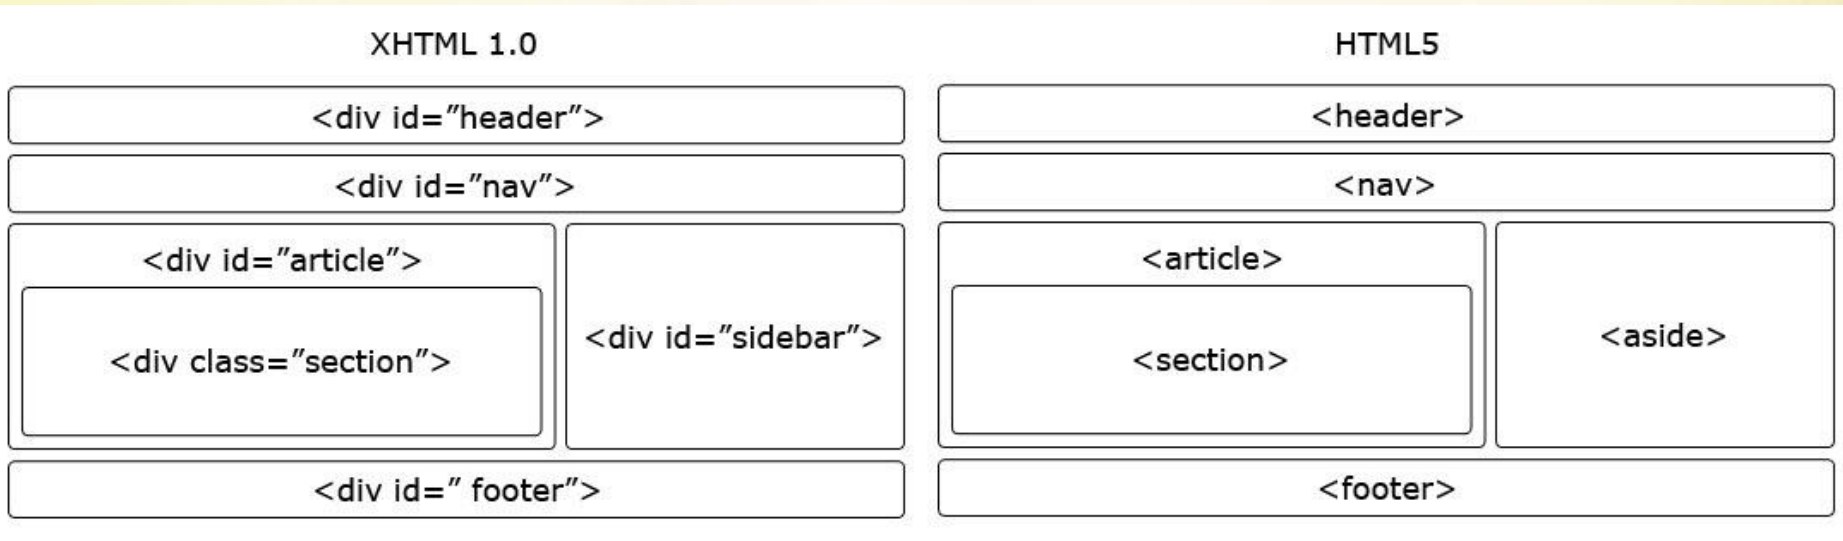 XHTML 1.0
<div id=”header”>
<div id=”nav”>
<div id=”article”>
<div class=”section”>
<div id=”sidebar”>
<div id=” footer”>
HTML5
<header>
<nav>
<article>
<section>
<aside>
<footer>